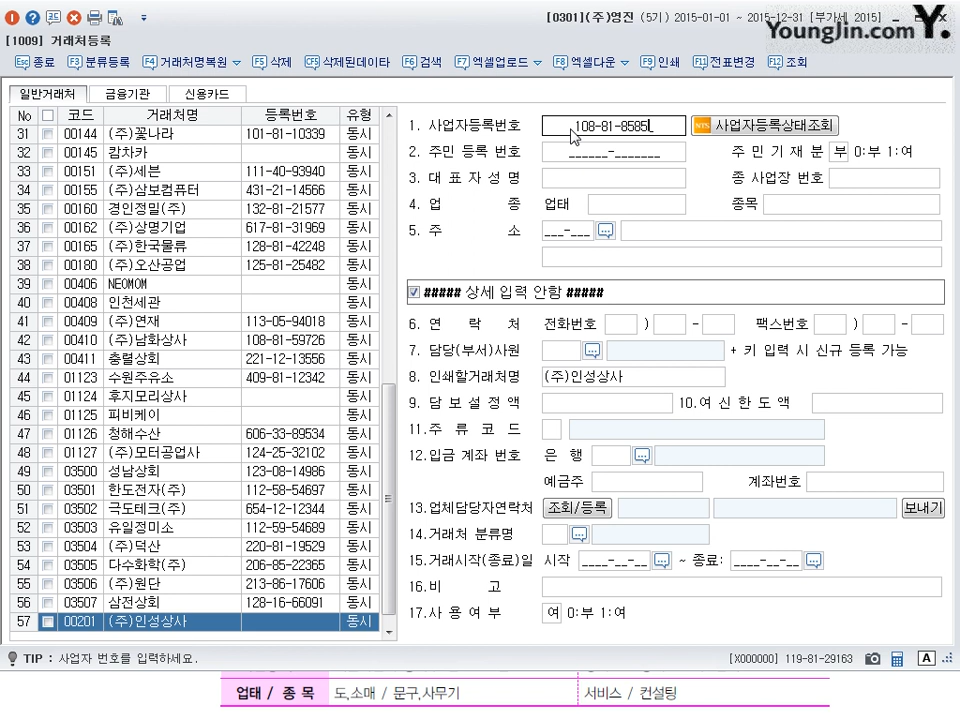 [0301](주)영진 (5기) 2015-01-01 ~ 2015-12-31 [부가세 2015]
YoungJin.com Y.
[1009] 거래처등록
Esc 종료 F3 분류등록 F4 거래처명복원 F5 삭제 CF5 삭제된데이타 F6 검색 F7 엑셀업로드 F8 엑셀다운 F9 인쇄 F11 전표변경 F12 조회
일반거래처 금융기관 신용카드
No 코드 거래처명 등록번호 유형
31 00144 (주)꽃나라 101-81-10339 동시
32 00145 캄차카 동시
33 00151 (주)세븐 111-40-93940 동시
34 00155 (주)삼보컴퓨터 431-21-14566 동시
35 00160 경인정밀(주) 132-81-21577 동시
36 00162 (주)상명기업 617-81-31969 동시
37 00165 (주)한국물류 128-81-42248 동시
38 00180 (주)오산공업 125-81-25482 동시
39 00406 NEOMOM 동시
40 00408 인천세관 동시
41 00409 (주)연재 113-05-94018 동시
42 00410 (주)남화상사 108-81-59726 동시
43 00411 충렬상회 221-12-13556 동시
44 01123 수원주유소 409-81-12342 동시
45 01124 후지모리상사 동시
46 01125 피비케이 동시
47 01126 청해수산 606-33-89534 동시
48 01127 (주)모터공업사 124-25-32102 동시
49 03500 성남상회 123-08-14986 동시
50 03501 한도전자(주) 112-58-54697 동시
51 03502 극도테크(주) 654-12-12344 동시
52 03503 유일정미소 112-59-54689 동시
53 03504 (주)덕산 220-81-19529 동시
54 03505 다수화학(주) 206-85-22365 동시
55 03506 (주)원단 213-86-17606 동시
56 03507 삼전상회 128-16-66091 동시
57 00201 (주)인성상사 동시
1. 사업자등록번호 108-81-8585 NTS 사업자등록상태조회
2. 주민 등록 번호 ______-_______ 주 민 기 재 분 부 0:부 1:여
3. 대 표 자 성 명 종 사업장 번호
4. 업 종 업태 종목
5. 주 소 ___-___
##### 상세 입력 안함 #####
6. 연 락 처 전화번호 ) - 팩스번호 ) -
7. 담당(부서)사원 + 키 입력 시 신규 등록 가능
8. 인쇄할거래처명 (주)인성상사
9. 담 보 설 정 액 10.여 신 한 도 액
11.주 류 코 드
12.입금 계좌 번호 은 행
예금주 계좌번호
13.업체담당자연락처 조회/등록 보내기
14.거래처 분류명
15.거래시작(종료)일 시작 ____-__-__ ~ 종료: ____-__-__
16.비 고
17.사 용 여 부 여 0:부 1:여
TIP : 사업자 번호를 입력하세요. [X000000] 119-81-29163 A
업태 / 종 목 도,소매 / 문구,사무기 서비스 / 컨설팅